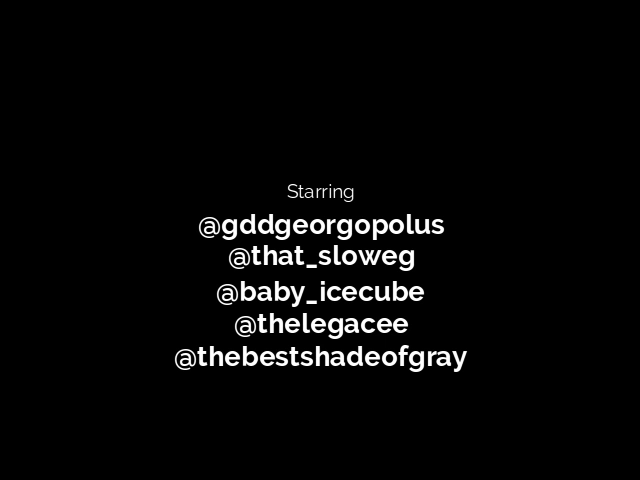 Starring
@gddgeorgopolus
@that_sloweg
@baby_icecube
@thelegacee
@thebestshadeofgray